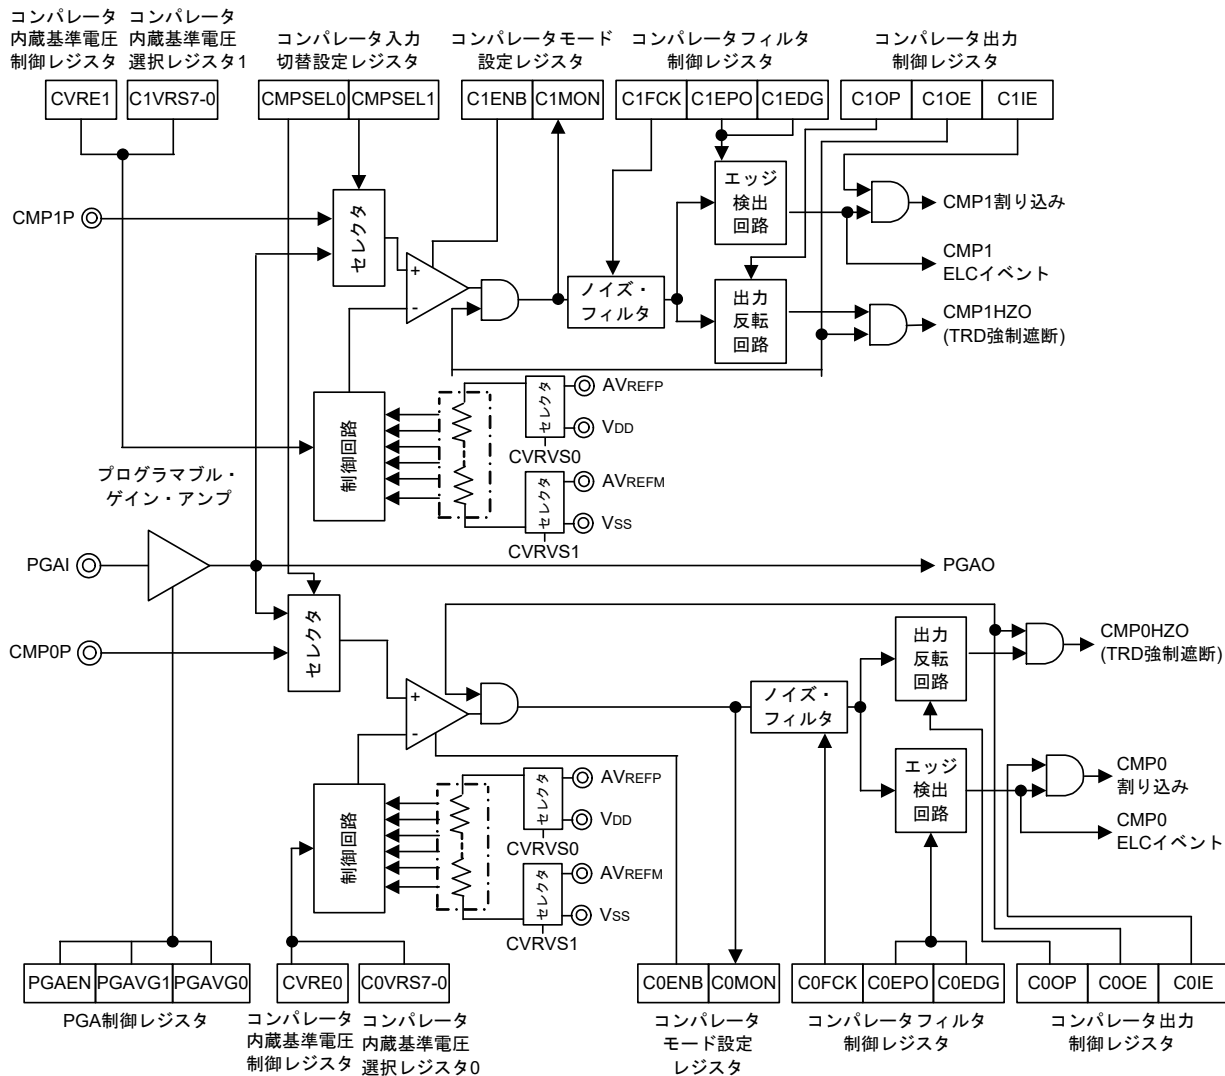 コンパレータ
内蔵基準電圧
制御レジスタ
コンパレータ
内蔵基準電圧
選択レジスタ1
コンパレータ入力
切替設定レジスタ
コンパレータモード
設定レジスタ
コンパレータフィルタ
制御レジスタ
コンパレータ出力
制御レジスタ
CVRE1
C1VRS7-0
CMPSEL0
CMPSEL1
C1ENB
C1MON
C1FCK
C1EPO
C1EDG
C1OP
C1OE
C1IE
CMP1P
セレクタ
+
-
エッジ
検出
回路
CMP1割り込み
CMP1
ELCイベント
ノイズ・
フィルタ
出力
反転
回路
CMP1HZO
(TRD強制遮断)
制御回路
セレクタ
AVREFP
VDD
CVRVS0
セレクタ
AVREFM
VSS
CVRVS1
プログラマブル・
ゲイン・アンプ
PGAI
PGAO
CMP0P
セレクタ
+
-
ノイズ・
フィルタ
出力
反転
回路
CMP0HZO
(TRD強制遮断)
エッジ
検出
回路
CMP0
割り込み
CMP0
ELCイベント
制御回路
セレクタ
AVREFP
VDD
CVRVS0
セレクタ
AVREFM
VSS
CVRVS1
PGAEN
PGAVG1
PGAVG0
CVRE0
C0VRS7-0
C0ENB
C0MON
C0FCK
C0EPO
C0EDG
C0OP
C0OE
C0IE
PGA制御レジスタ
コンパレータ
内蔵基準電圧
制御レジスタ
コンパレータ
内蔵基準電圧
選択レジスタ0
コンパレータ
モード設定
レジスタ
コンパレータフィルタ
制御レジスタ
コンパレータ出力
制御レジスタ